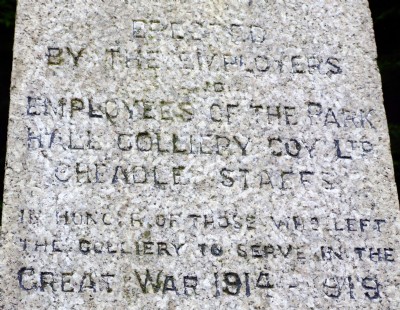 ERECTED
BY THE EMPLOYERS
AND
EMPLOYEES OF THE PARK
HALL COLLIERY COY LTD
CHEADLE STAFFS
IN HONOUR OF THOSE WHO LEFT
THE COLLIERY TO SERVE IN THE
GREAT WAR 1914-1919